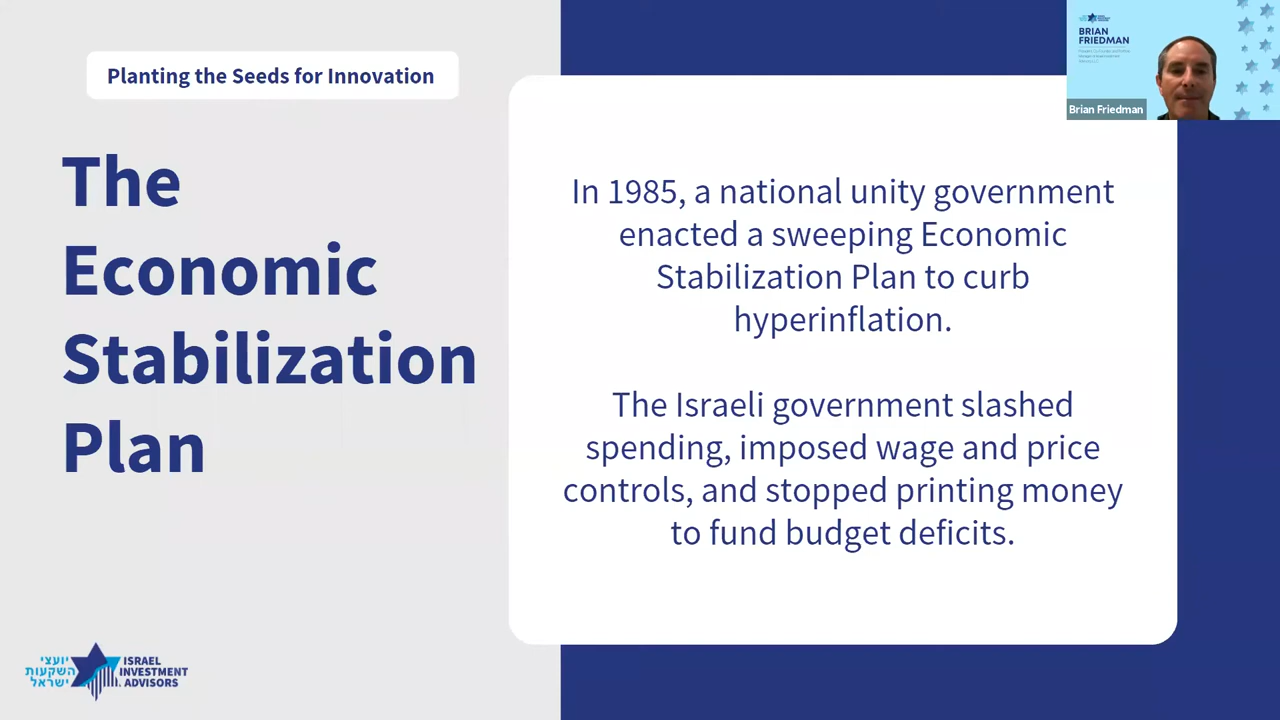 Planting the Seeds for Innovation
The
Economic
Stabilization
Plan
In 1985, a national unity government
enacted a sweeping Economic
Stabilization Plan to curb
hyperinflation.
The Israeli government slashed
spending, imposed wage and price
controls, and stopped printing money
to fund budget deficits.
BRIAN
FRIEDMAN
Brian Friedman
יועצי
השקעות
ישראל
ISRAEL
INVESTMENT
ADVISORS